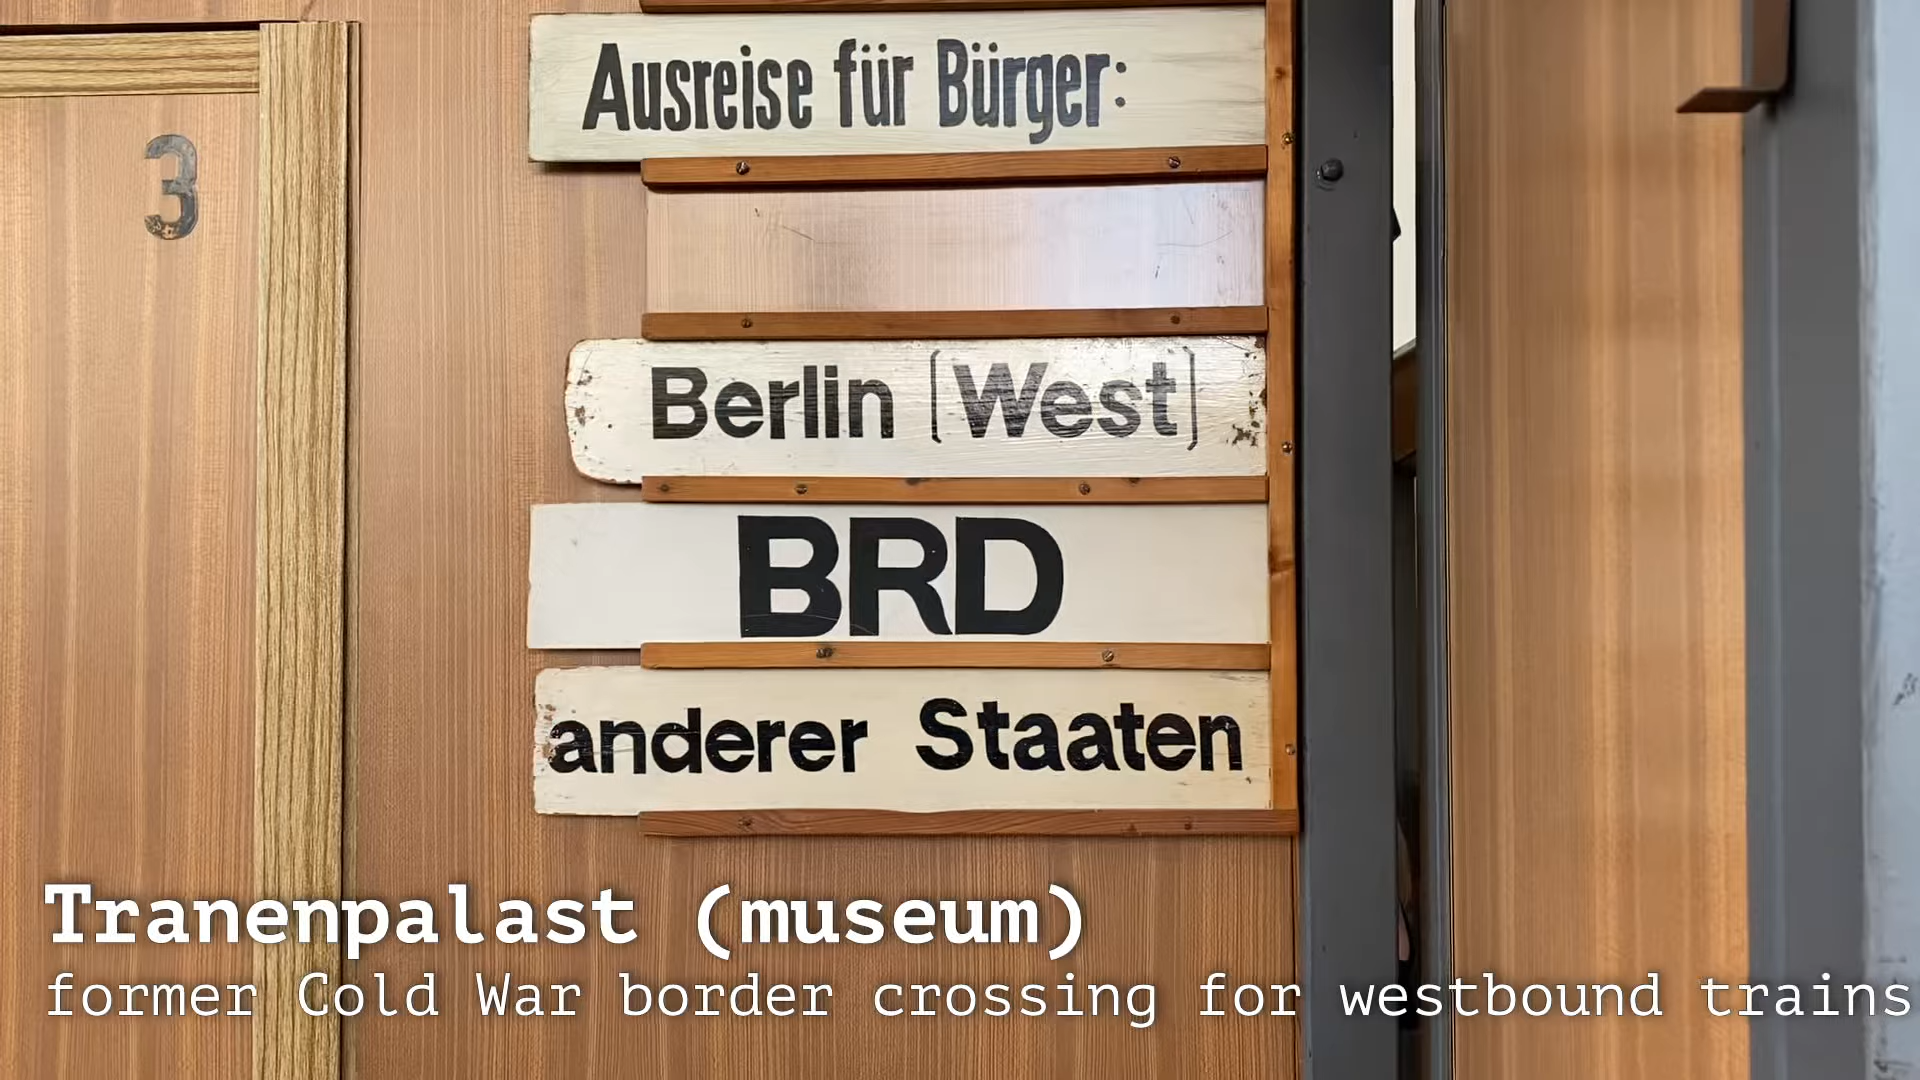 3
Ausreise für Bürger:
Berlin (West)
BRD
anderer Staaten
Tranenpalast (museum)
former Cold War border crossing for westbound trains